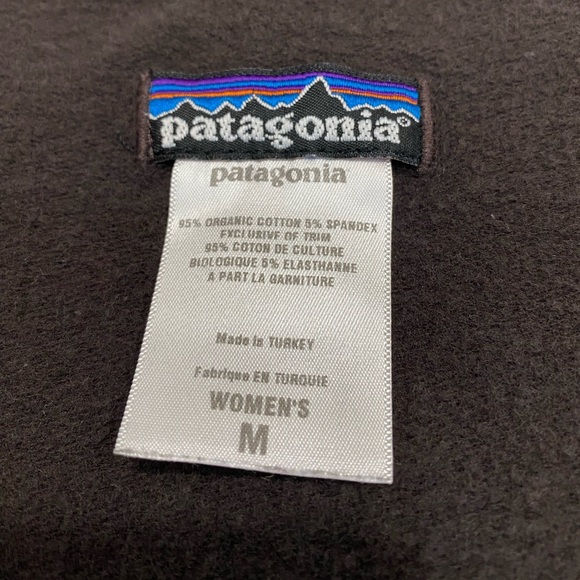 patagonia®
patagonia
95% ORGANIC COTTON 5% SPANDEX
EXCLUSIVE OF TRIM
95% COTON DE CULTURE
BIOLOGIQUE 5% ELASTHANNE
A PART LA GARNITURE
Made is TURKEY
Fabrique EN TURQUIE
WOMEN'S
M